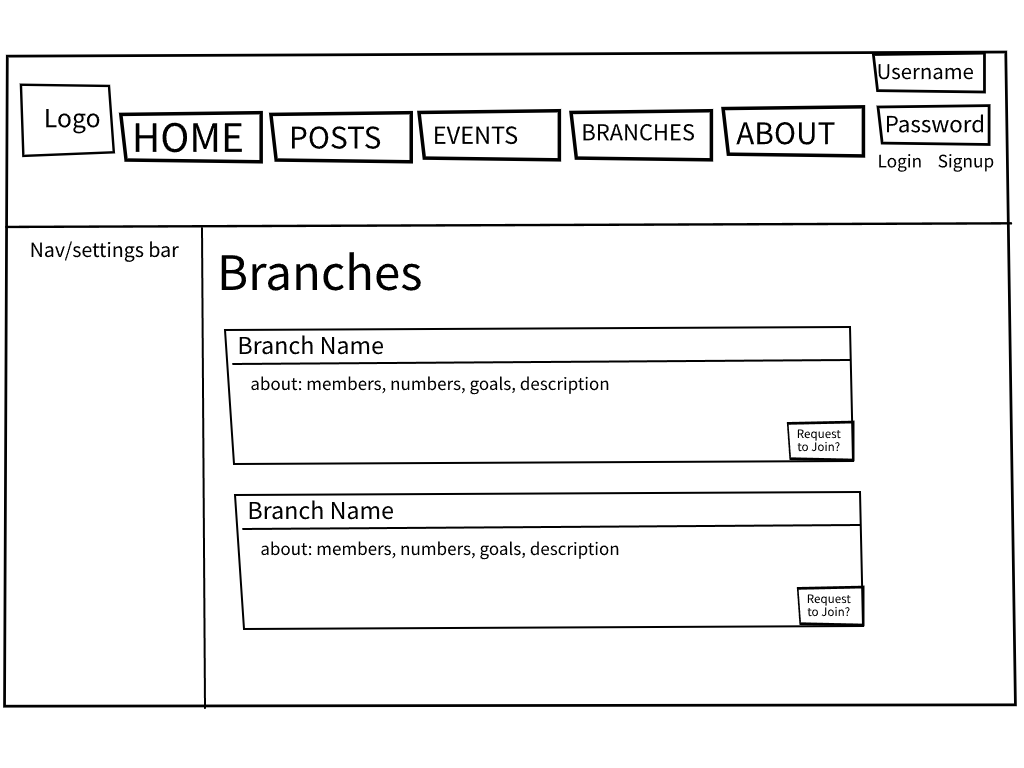 Username
Logo
HOME
POSTS
EVENTS
BRANCHES
ABOUT
Password
Login
Signup
Nav/settings bar
Branches
Branch Name
about: members, numbers, goals, description
Request
to Join?
Branch Name
about: members, numbers, goals, description
Request
to Join?